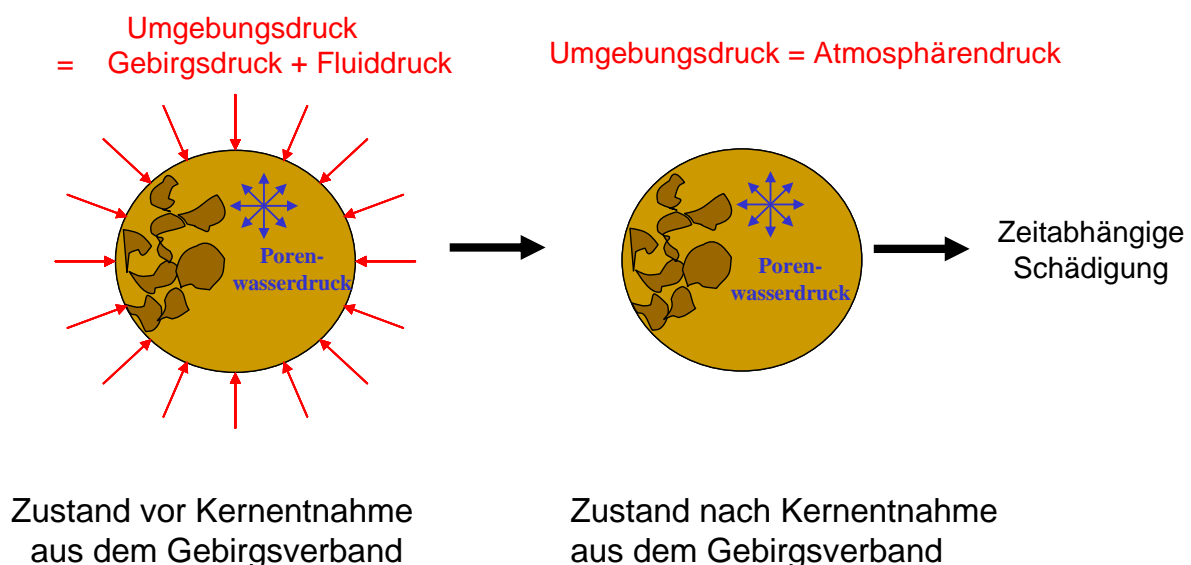 Umgebungsdruck
= Gebirgsdruck + Fluiddruck
Umgebungsdruck = Atmosphärendruck
Poren-
wasserdruck
Poren-
wasserdruck
Zeitabhängige
Schädigung
Zustand vor Kernentnahme
aus dem Gebirgsverband
Zustand nach Kernentnahme
aus dem Gebirgsverband